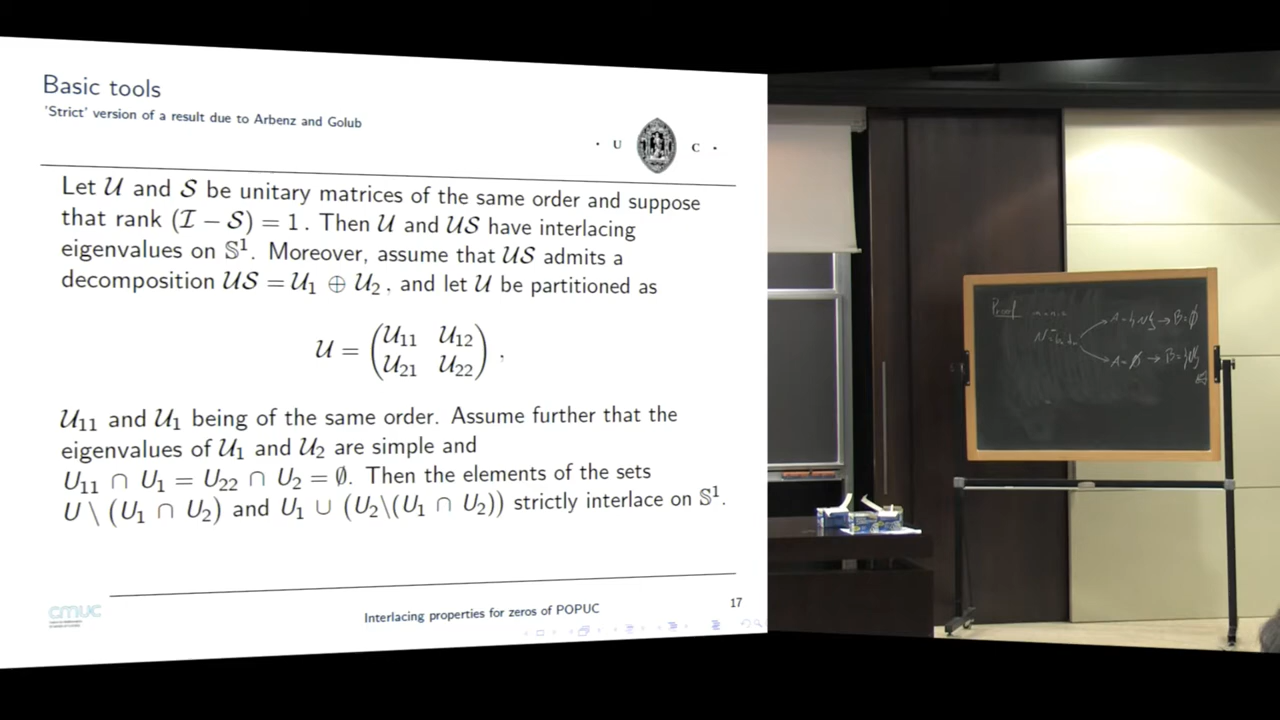 Basic tools
'Strict' version of a result due to Arbenz and Golub
· U C ·
Let 𝒰 and 𝒮 be unitary matrices of the same order and suppose
that rank (ℐ − 𝒮) = 1. Then 𝒰 and 𝒰𝒮 have interlacing
eigenvalues on 𝕊¹. Moreover, assume that 𝒰𝒮 admits a
decomposition 𝒰𝒮 = 𝒰₁ ⊕ 𝒰₂, and let 𝒰 be partitioned as
𝒰 = (𝒰₁₁ 𝒰₁₂
𝒰₂₁ 𝒰₂₂) ,
𝒰₁₁ and 𝒰₁ being of the same order. Assume further that the
eigenvalues of 𝒰₁ and 𝒰₂ are simple and
U₁₁ ∩ U₁ = U₂₂ ∩ U₂ = ∅. Then the elements of the sets
U \ (U₁ ∩ U₂) and U₁ ∪ (U₂\(U₁ ∩ U₂)) strictly interlace on 𝕊¹.
cmuc
Interlacing properties for zeros of POPUC
17
Proof
A = → B = ∅
A = ∅ → B =